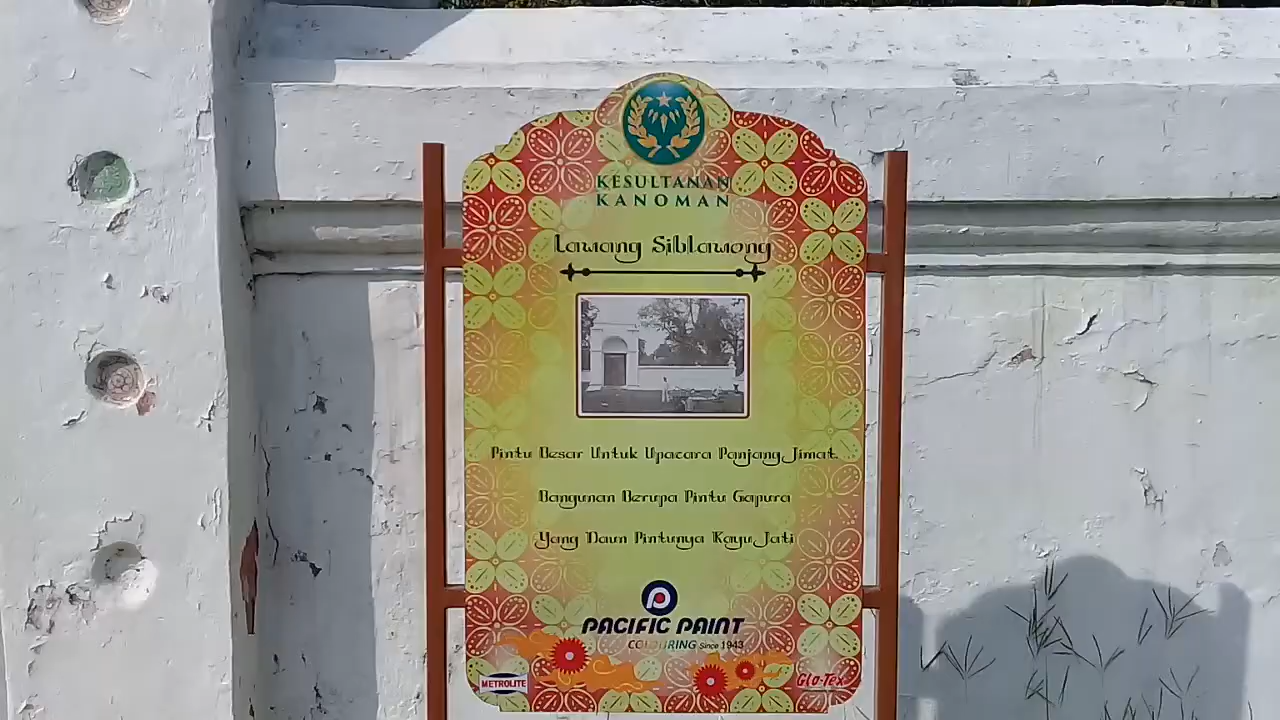 KESULTANAN
KANOMAN
Lawang Siblawong
Pintu Besar Untuk Upacara Panjang Jimat
Bangunan Berupa Pintu Gapura
Yang Daun Pintunya Kayu Jati
PACIFIC PAINT
COLOURING Since 1943
METROLITE
Glo-Tex